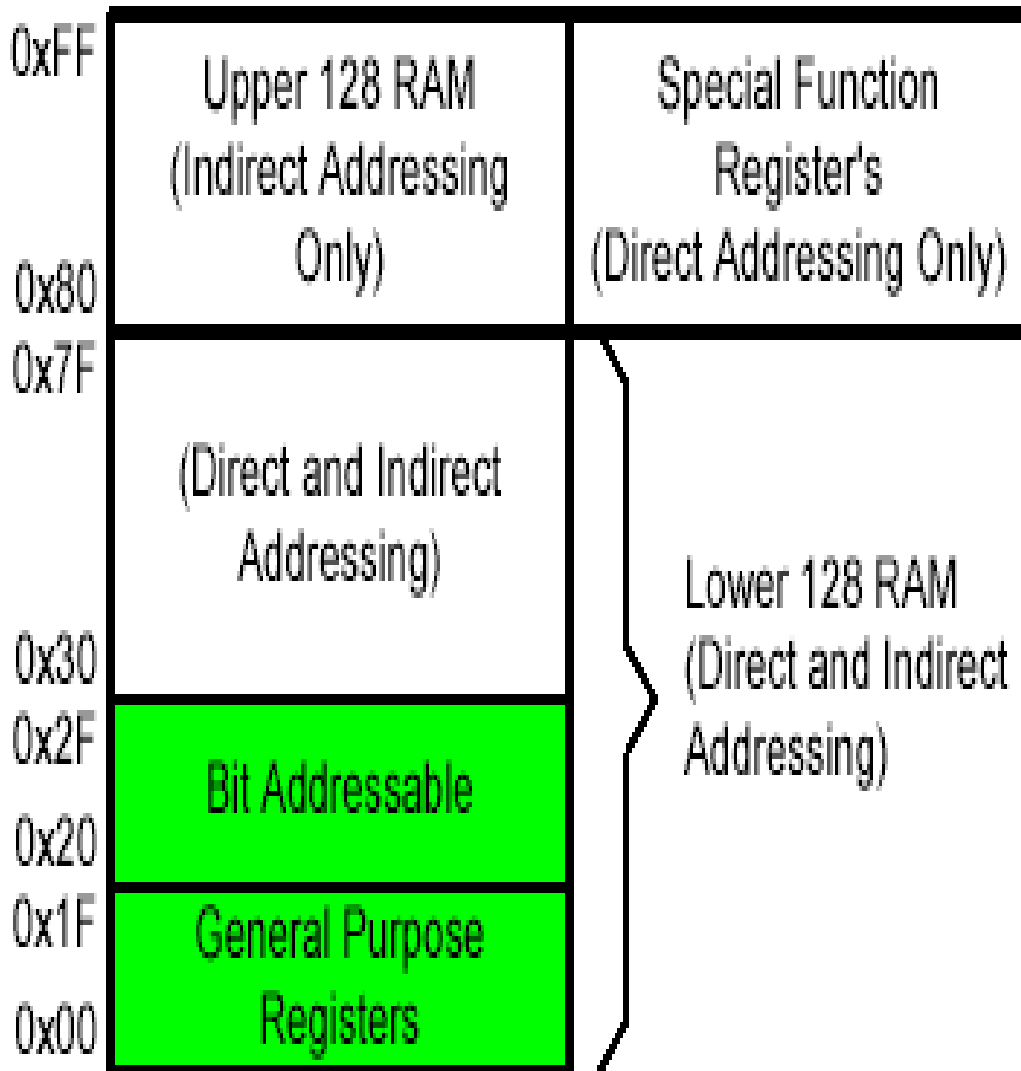 0xFF
Upper 128 RAM
(Indirect Addressing
Only)
0x80
Special Function
Register's
(Direct Addressing Only)
0x7F
(Direct and Indirect
Addressing)
0x30
0x2F
Bit Addressable
0x20
0x1F
General Purpose
Registers
0x00
Lower 128 RAM
(Direct and Indirect
Addressing)